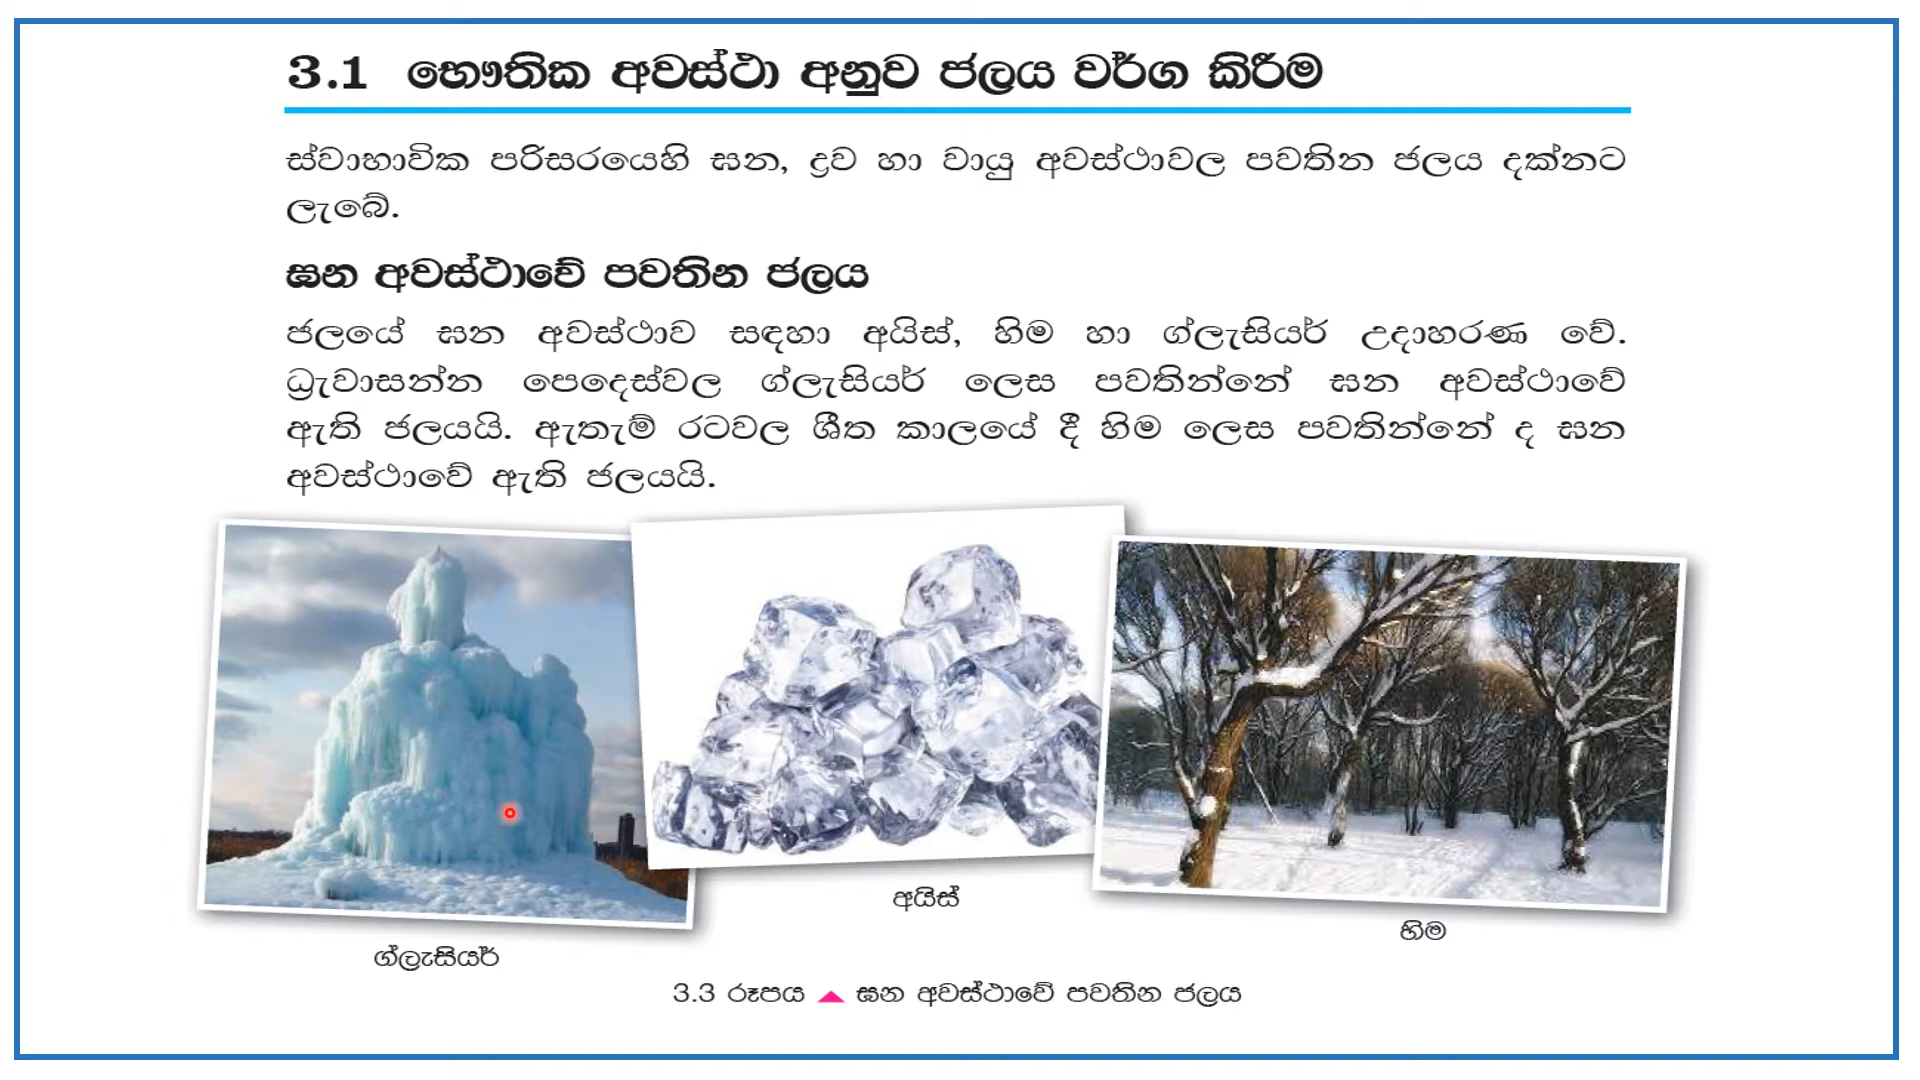 3.1 භෞතික අවස්ථා අනුව ජලය වර්ග කිරීම
ස්වාභාවික පරිසරයෙහි ඝන, ද්‍රව හා වායු අවස්ථාවල පවතින ජලය දක්නට
ලැබේ.
ඝන අවස්ථාවේ පවතින ජලය
ජලයේ ඝන අවස්ථාව සඳහා අයිස්, හිම හා ග්ලැසියර් උදාහරණ වේ.
ධ්‍රැවාසන්න පෙදෙස්වල ග්ලැසියර් ලෙස පවතින්නේ ඝන අවස්ථාවේ
ඇති ජලයයි. ඇතැම් රටවල ශීත කාලයේ දී හිම ලෙස පවතින්නේ ද ඝන
අවස්ථාවේ ඇති ජලයයි.
අයිස්
හිම
ග්ලැසියර්
3.3 රූපය ▲ ඝන අවස්ථාවේ පවතින ජලය